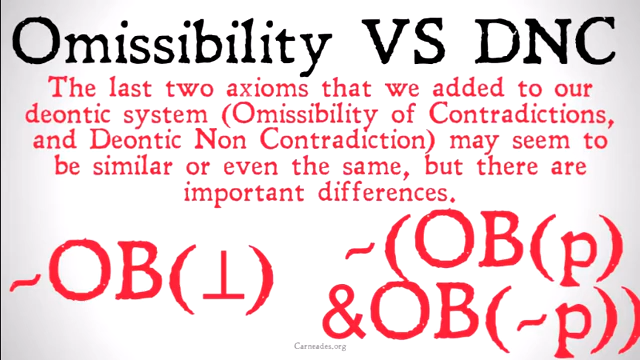 Omissibility VS DNC
The last two axioms that we added to our
deontic system (Omissibility of Contradictions,
and Deontic Non Contradiction) may seem to
be similar or even the same, but there are
important differences.
~OB(⊥)
~(OB(p)
&OB(~p))
Carneades.org